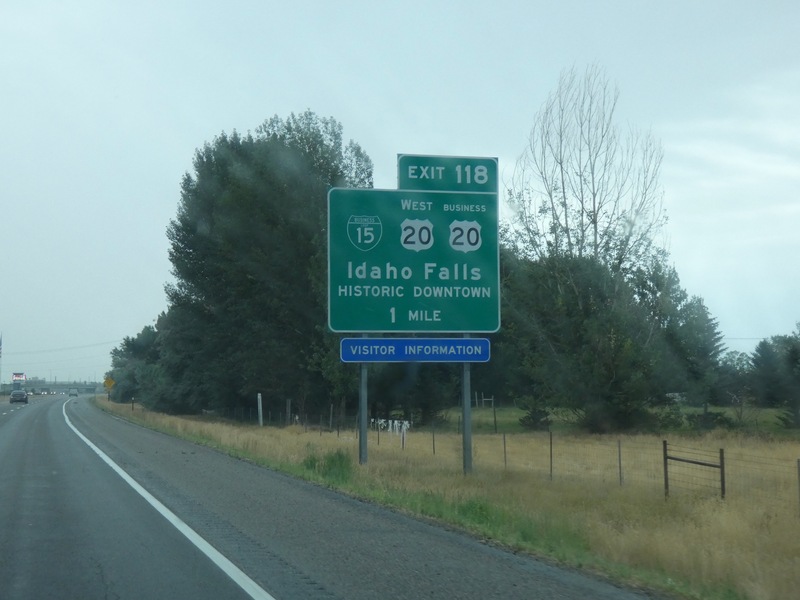 EXIT 118
WEST BUSINESS
BUSINESS
15 20 20
Idaho Falls
HISTORIC DOWNTOWN
1 MILE
VISITOR INFORMATION